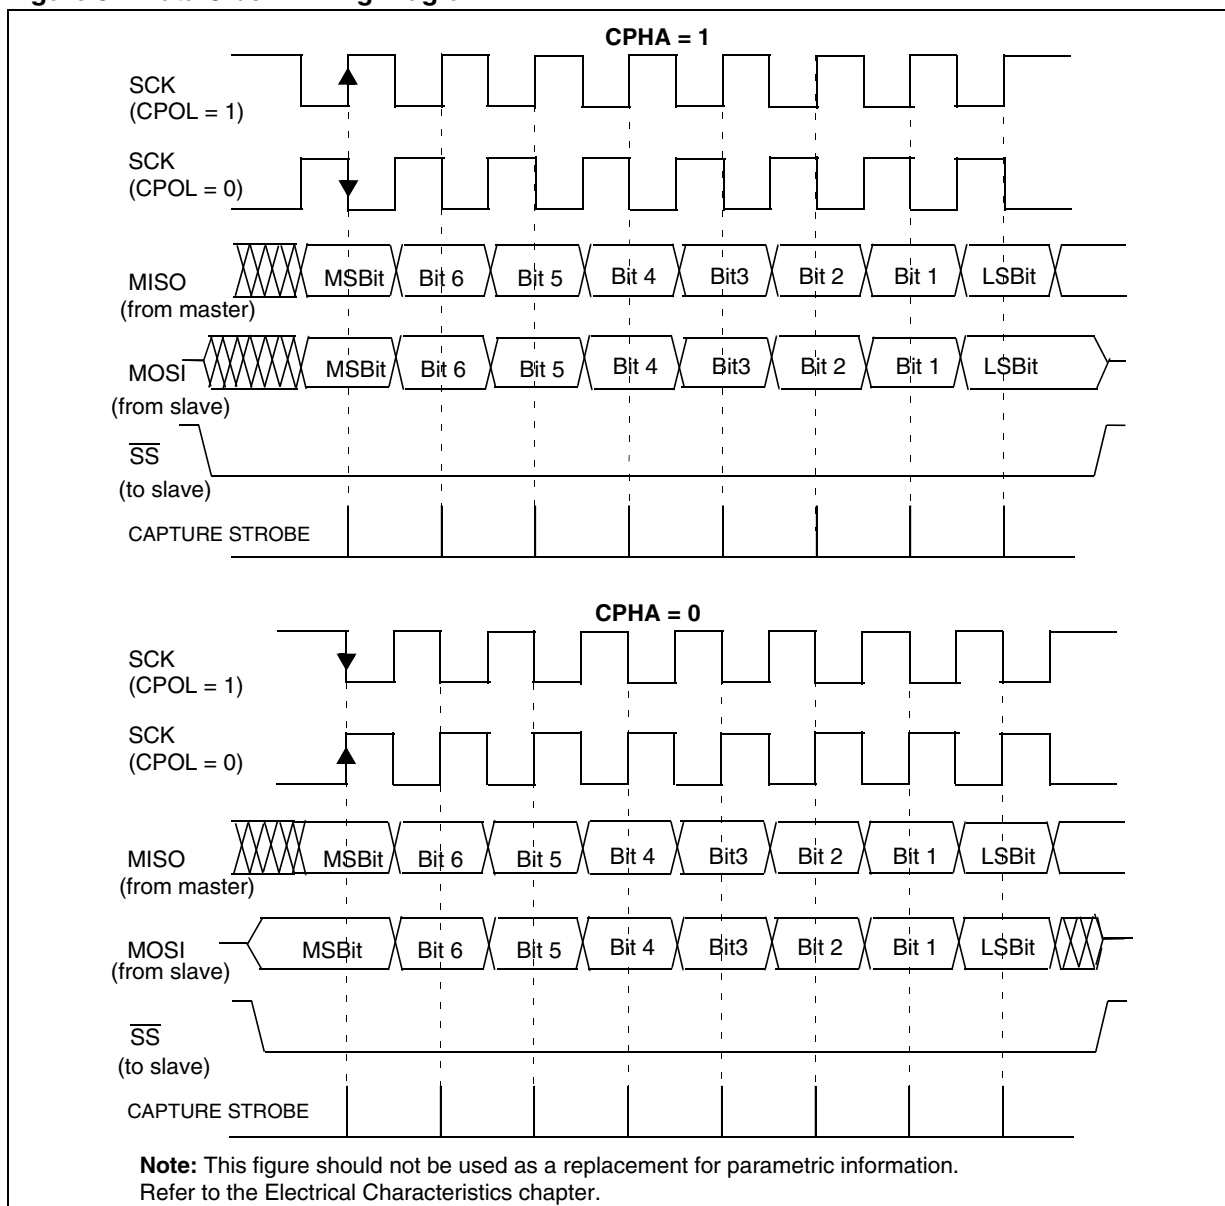 CPHA = 1
SCK
(CPOL = 1)
SCK
(CPOL = 0)
MISO
(from master)
MSBit Bit 6 Bit 5 Bit 4 Bit3 Bit 2 Bit 1 LSBit
MOSI
(from slave)
MSBit Bit 6 Bit 5 Bit 4 Bit3 Bit 2 Bit 1 LSBit
SS
(to slave)
CAPTURE STROBE
CPHA = 0
SCK
(CPOL = 1)
SCK
(CPOL = 0)
MISO
(from master)
MSBit Bit 6 Bit 5 Bit 4 Bit3 Bit 2 Bit 1 LSBit
MOSI
(from slave)
MSBit Bit 6 Bit 5 Bit 4 Bit3 Bit 2 Bit 1 LSBit
SS
(to slave)
CAPTURE STROBE
Note: This figure should not be used as a replacement for parametric information.
Refer to the Electrical Characteristics chapter.